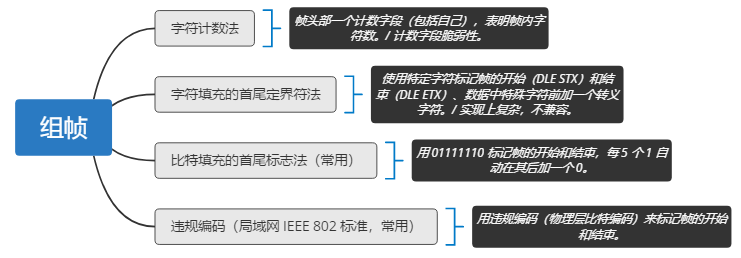 组帧
字符计数法
帧头部一个计数字段（包括自己），表明帧内字
符数。/ 计数字段脆弱性。
字符填充的首尾定界符法
使用特定字符标记帧的开始（DLE STX）和结
束（DLE ETX）、数据中特殊字符前加一个转义
字符。/ 实现上复杂，不兼容。
比特填充的首尾标志法（常用）
用 01111110 标记帧的开始和结束，每 5 个 1 自
动在其后加一个 0。
违规编码（局域网 IEEE 802 标准，常用）
用违规编码（物理层比特编码）来标记帧的开始
和结束。